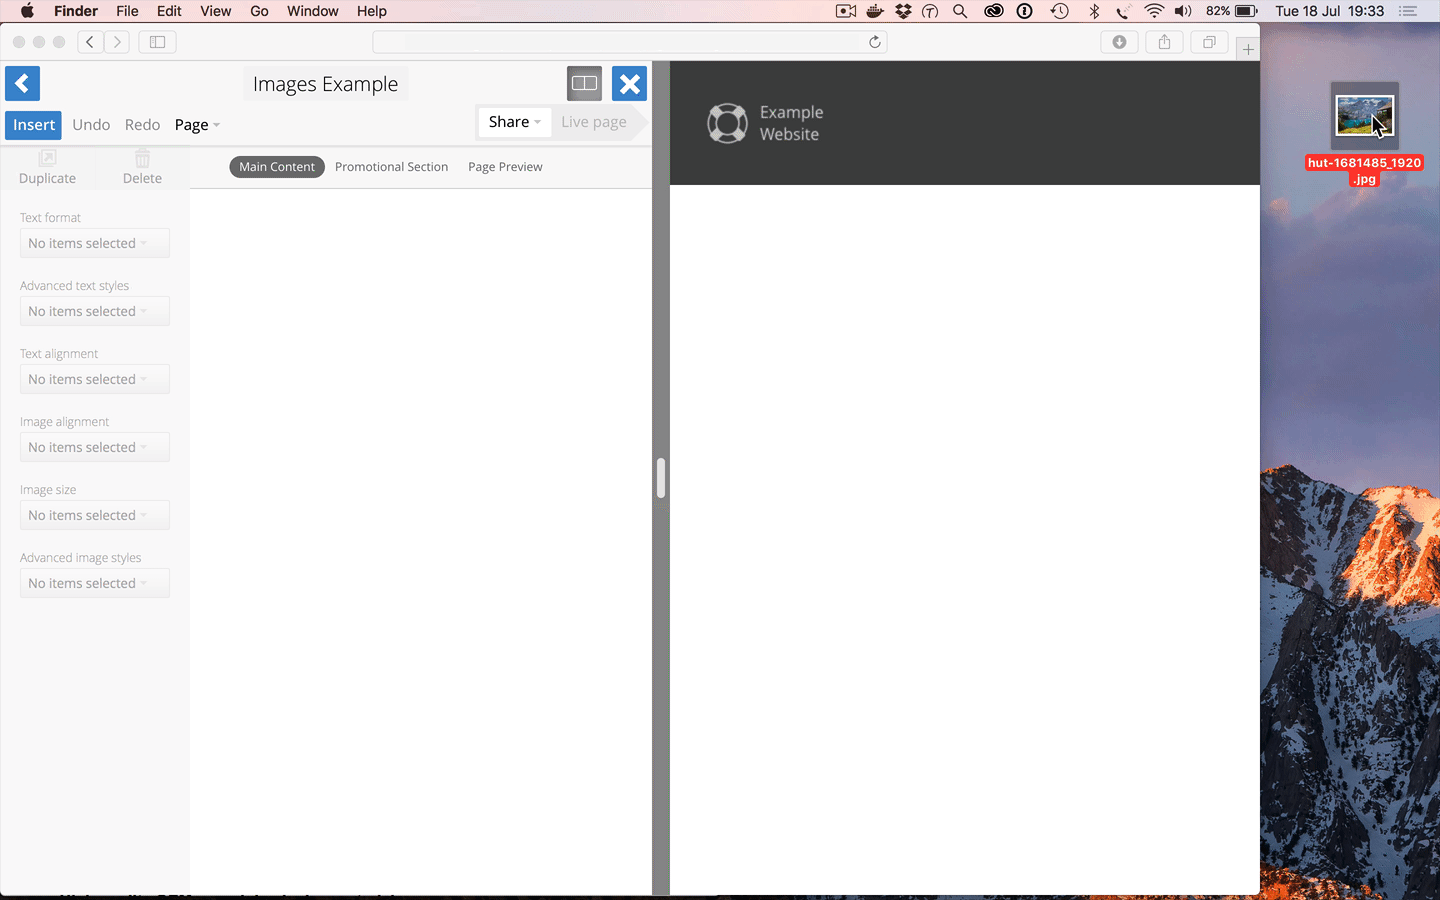 Finder File Edit View Go Window Help 82% Tue 18 Jul 19:33
Images Example
Insert Undo Redo Page Share Live page
Duplicate Delete
Main Content Promotional Section Page Preview
Text format
No items selected
Advanced text styles
No items selected
Text alignment
No items selected
Image alignment
No items selected
Image size
No items selected
Advanced image styles
No items selected
Example
Website
hut-1681485_1920
.jpg